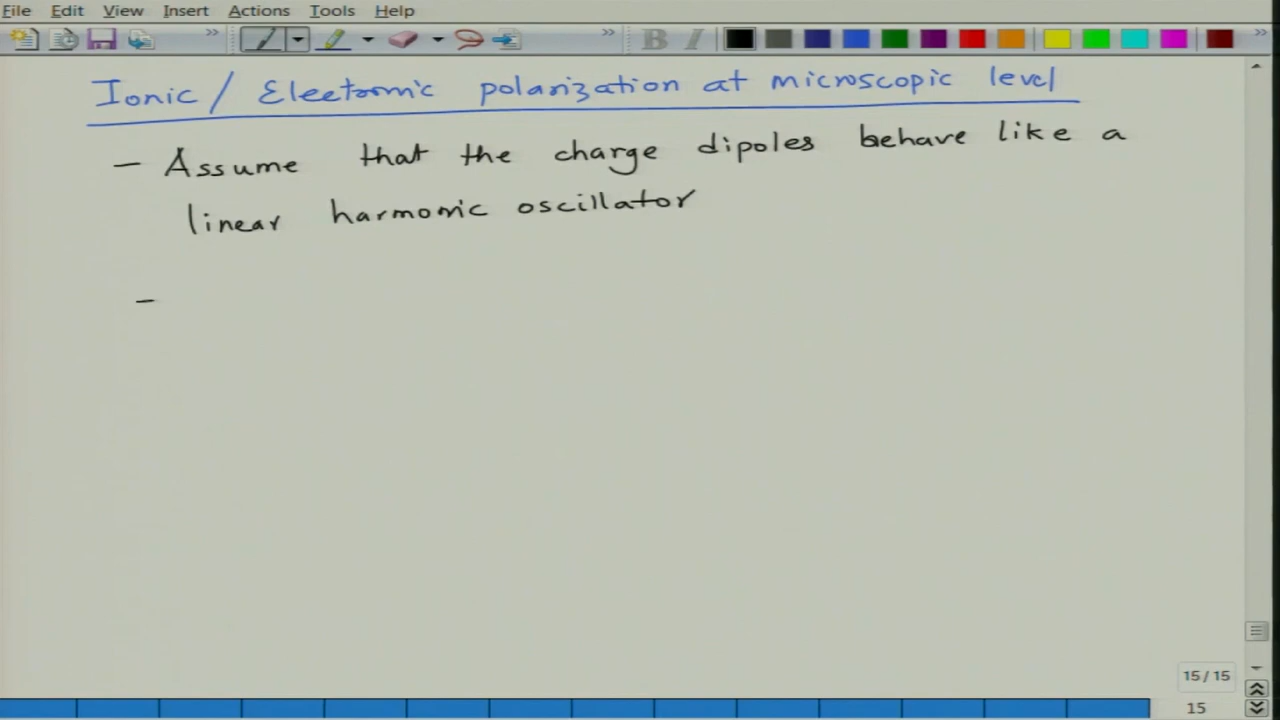 File Edit View Insert Actions Tools Help
B I
Ionic / Electronic polarization at microscopic level
– Assume that the charge dipoles behave like a
linear harmonic oscillator
–
15 / 15
15